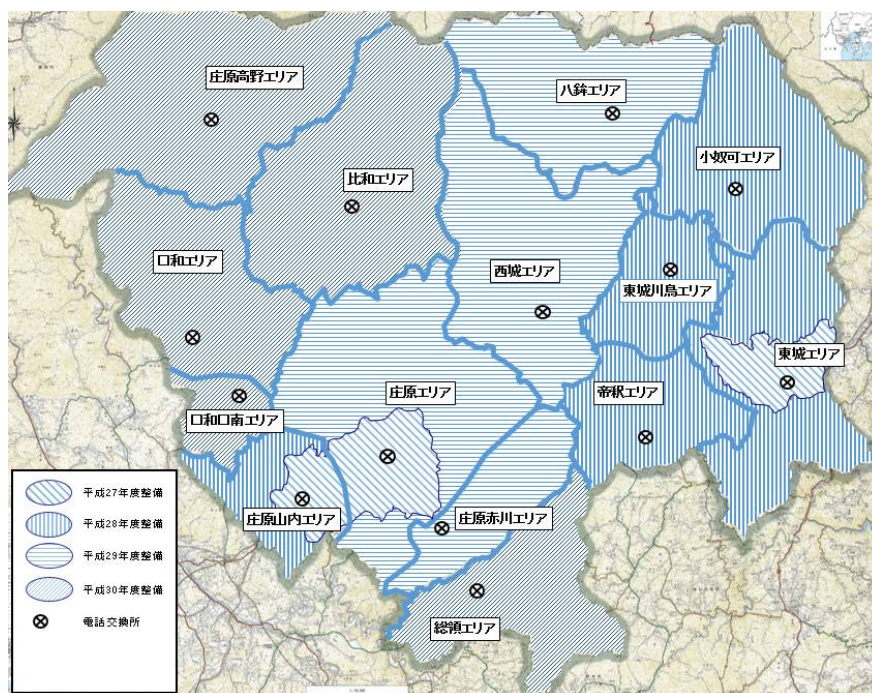 庄原高野エリア
八鉾エリア
小奴可エリア
比和エリア
口和エリア
西城エリア
東城川鳥エリア
東城エリア
庄原エリア
帝釈エリア
口和口南エリア
庄原山内エリア
庄原赤川エリア
総領エリア
平成27年度整備
平成28年度整備
平成29年度整備
平成30年度整備
電話交換所